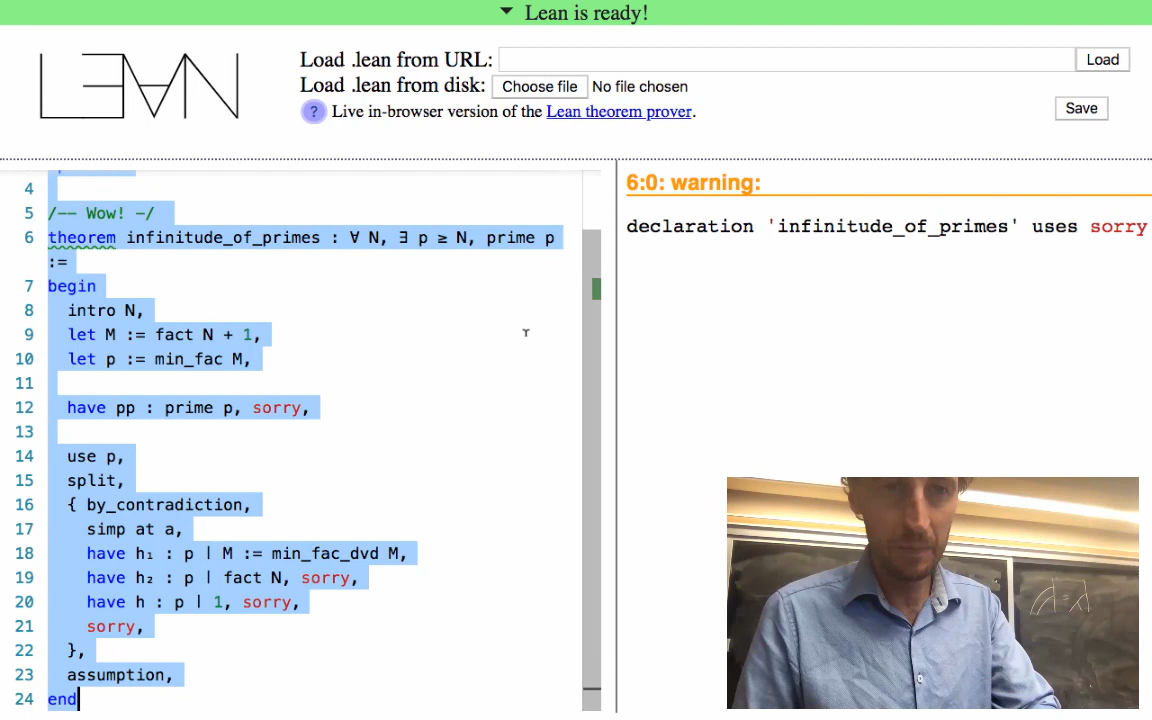 Lean is ready!
LEAN
Load .lean from URL:
Load
Load .lean from disk: Choose file No file chosen
? Live in-browser version of the Lean theorem prover.
Save
4
5 /-- Wow! -/
6 theorem infinitude_of_primes : ∀ N, ∃ p ≥ N, prime p
:=
7 begin
8 intro N,
9 let M := fact N + 1,
10 let p := min_fac M,
11
12 have pp : prime p, sorry,
13
14 use p,
15 split,
16 { by_contradiction,
17 simp at a,
18 have h₁ : p ∣ M := min_fac_dvd M,
19 have h₂ : p ∣ fact N, sorry,
20 have h : p ∣ 1, sorry,
21 sorry,
22 },
23 assumption,
24 end
6:0: warning:
declaration 'infinitude_of_primes' uses sorry